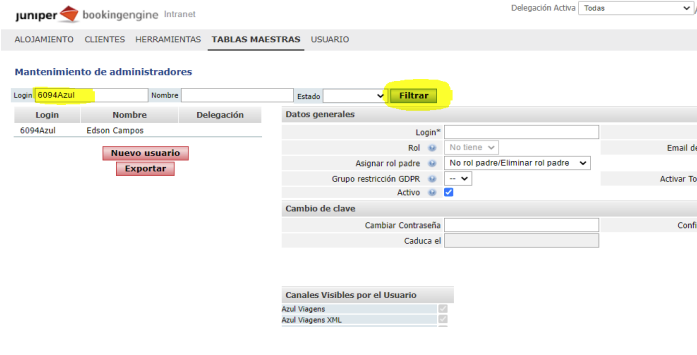 juniper bookingengine Intranet
Delegación Activa Todas
ALOJAMIENTO CLIENTES HERRAMIENTAS TABLAS MAESTRAS USUARIO
Mantenimiento de administradores
Login 6094Azul Nombre Estado Filtrar
Login Nombre Delegación
6094Azul Edson Campos
Nuevo usuario
Exportar
Datos generales
Login*
Rol No tiene Email de
Asignar rol padre No rol padre/Eliminar rol padre
Grupo restricción GDPR -- Activar To
Activo
Cambio de clave
Cambiar Contraseña Confi
Caduca el
Canales Visibles por el Usuario
Azul Viagens
Azul Viagens XML